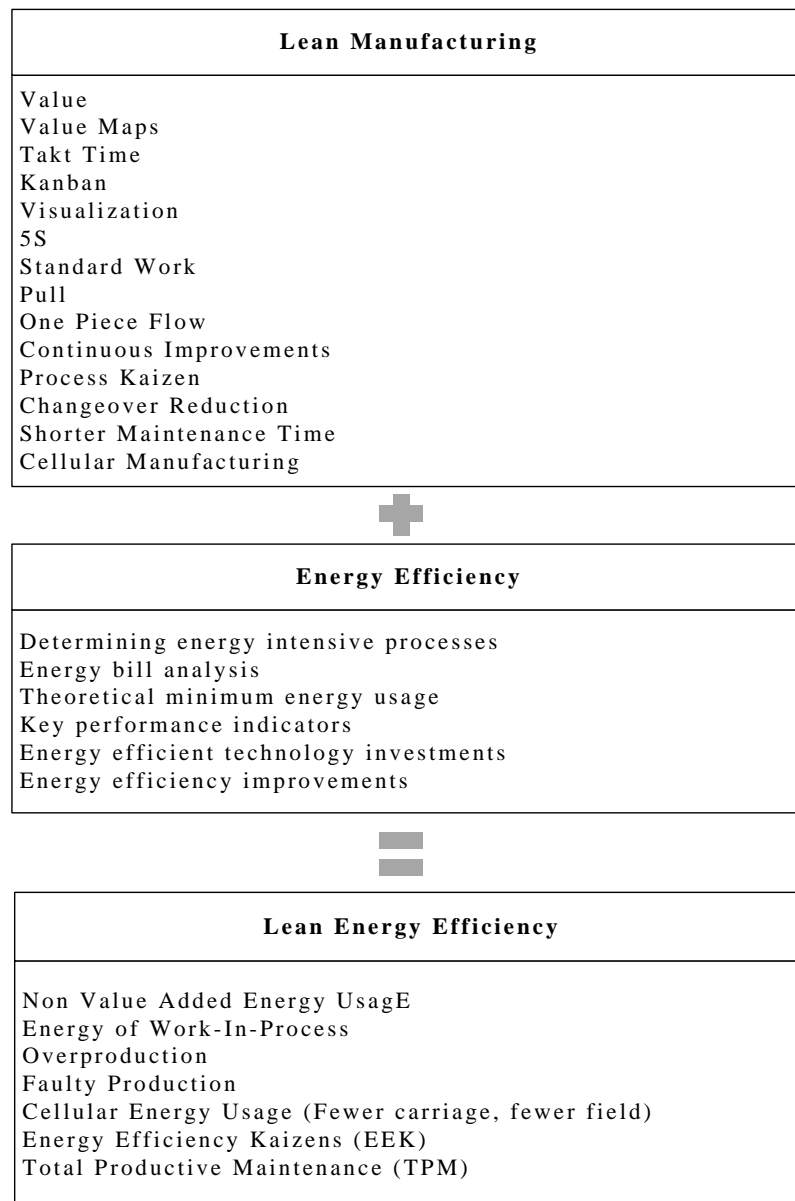 Lean Manufacturing
Value
Value Maps
Takt Time
Kanban
Visualization
5S
Standard Work
Pull
One Piece Flow
Continuous Improvements
Process Kaizen
Changeover Reduction
Shorter Maintenance Time
Cellular Manufacturing
Energy Efficiency
Determining energy intensive processes
Energy bill analysis
Theoretical minimum energy usage
Key performance indicators
Energy efficient technology investments
Energy efficiency improvements
Lean Energy Efficiency
Non Value Added Energy UsagE
Energy of Work-In-Process
Overproduction
Faulty Production
Cellular Energy Usage (Fewer carriage, fewer field)
Energy Efficiency Kaizens (EEK)
Total Productive Maintenance (TPM)